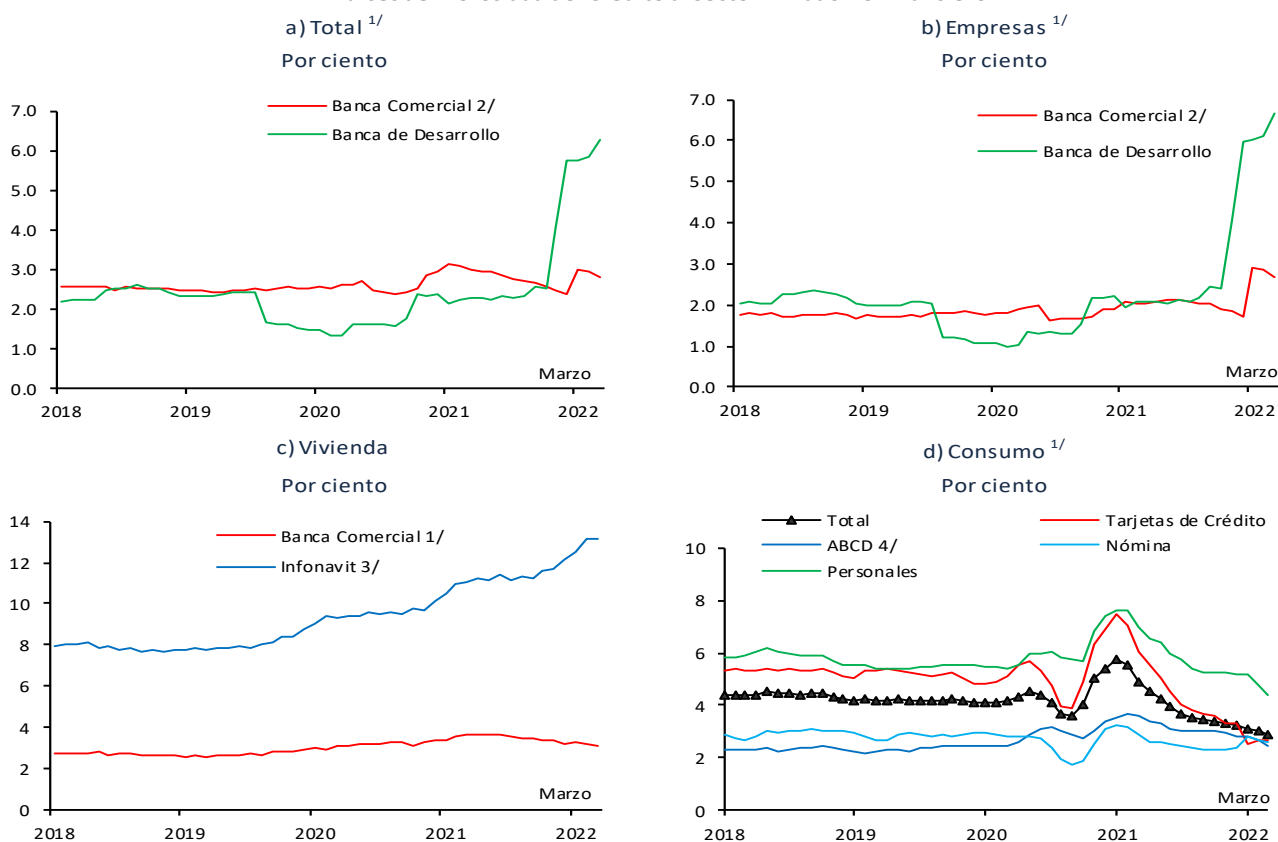 a) Total 1/
Por ciento
Banca Comercial 2/
Banca de Desarrollo
7.0
6.0
5.0
4.0
3.0
2.0
1.0
0.0
Marzo
2018 2019 2020 2021 2022
b) Empresas 1/
Por ciento
Banca Comercial 2/
Banca de Desarrollo
7.0
6.0
5.0
4.0
3.0
2.0
1.0
0.0
Marzo
2018 2019 2020 2021 2022
c) Vivienda
Por ciento
Banca Comercial 1/
Infonavit 3/
14
12
10
8
6
4
2
0
Marzo
2018 2019 2020 2021 2022
d) Consumo 1/
Por ciento
Total Tarjetas de Crédito
ABCD 4/ Nómina
Personales
10
8
6
4
2
0
Marzo
2018 2019 2020 2021 2022